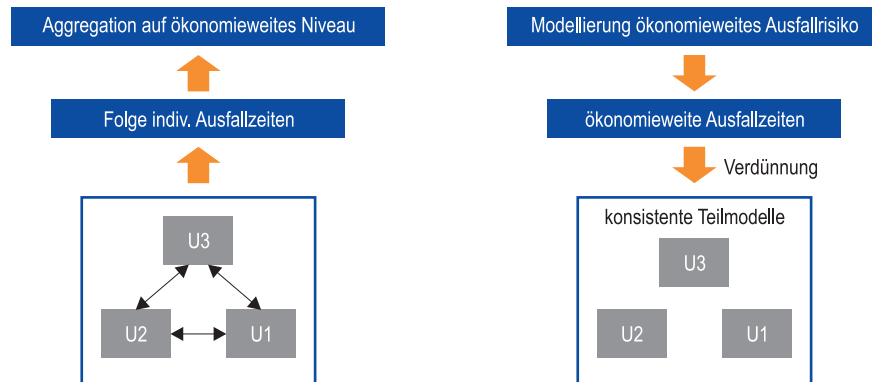 Aggregation auf ökonomieweites Niveau
Folge indiv. Ausfallzeiten
U3
U2
U1
Modellierung ökonomieweites Ausfallrisiko
ökonomieweite Ausfallzeiten
Verdünnung
konsistente Teilmodelle
U3
U2
U1